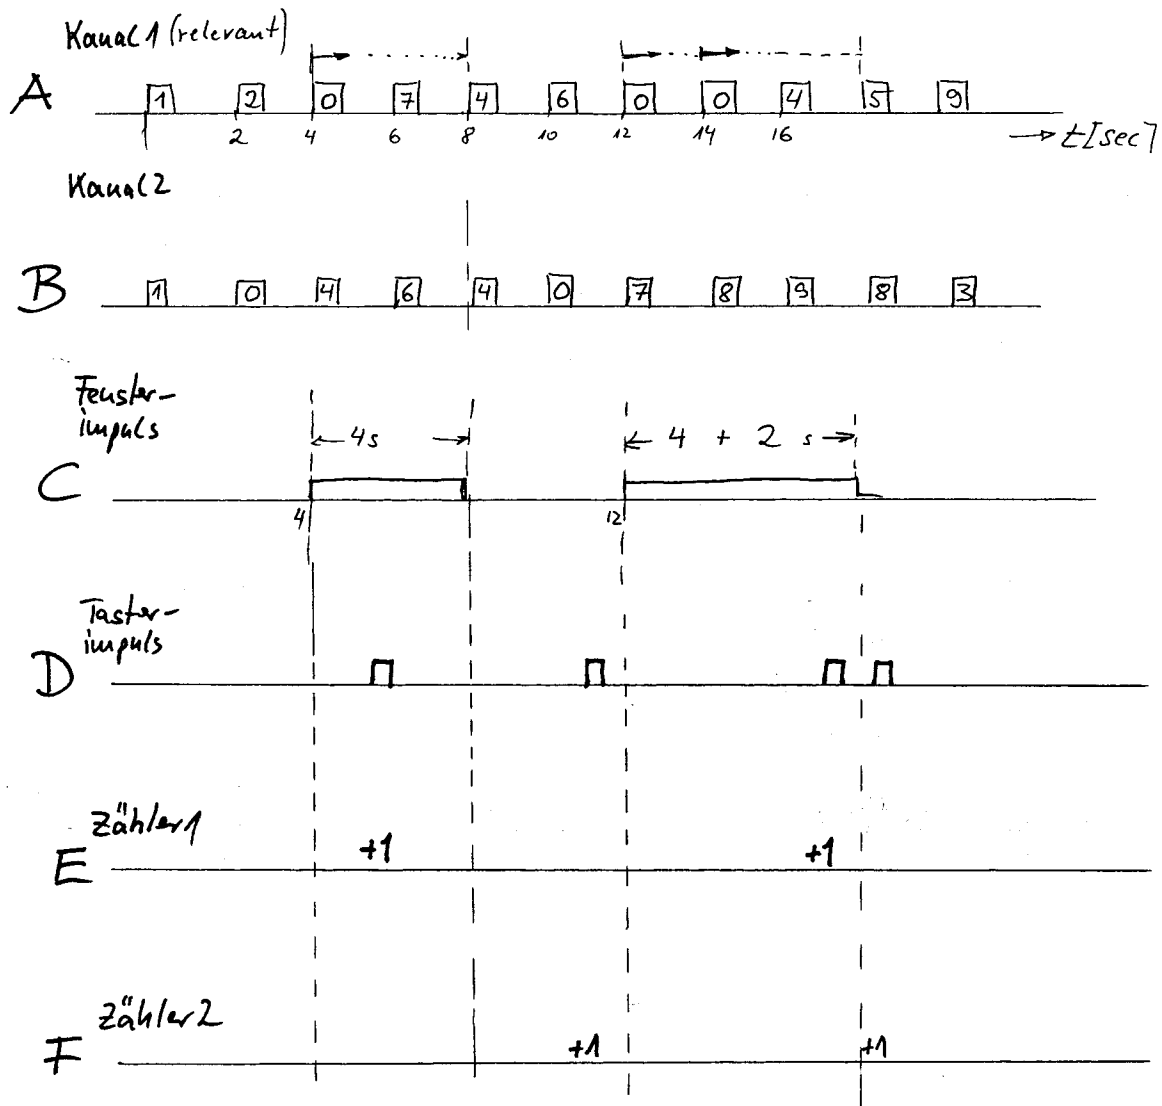 Kanal 1 (relevant)
A 1 2 0 7 4 6 0 0 4 5 9
2 4 6 8 10 12 14 16 → t[sec]
Kanal 2
B 1 0 4 6 4 0 7 8 9 8 3
Fenster-
impuls
← 4s → ← 4 + 2 s →
C
4 12
Taster-
impuls
D
Zähler 1
E +1 +1
Zähler 2
F +1 +1